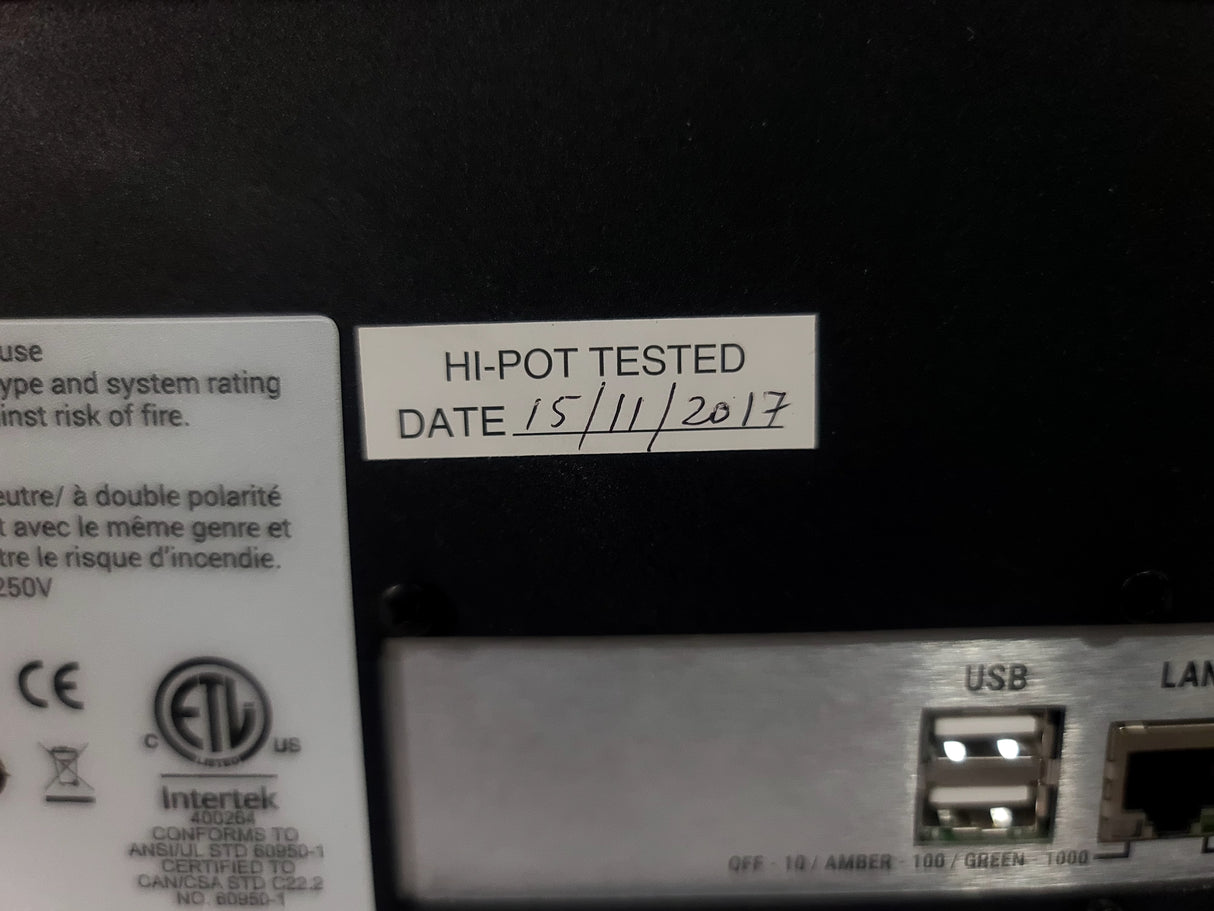 use
ype and system rating
inst risk of fire.
eutre/ à double polarité
t avec le même genre et
tre le risque d'incendie.
250V
HI-POT TESTED
DATE 15/11/2017
CE
ETL
C LISTED US
Intertek
400264
CONFORMS TO
ANSI/UL STD 60950-1
CERTIFIED TO
CAN/CSA STD C22.2
NO. 60950-1
USB
LAN
OFF - 10 / AMBER - 100 / GREEN - 1000